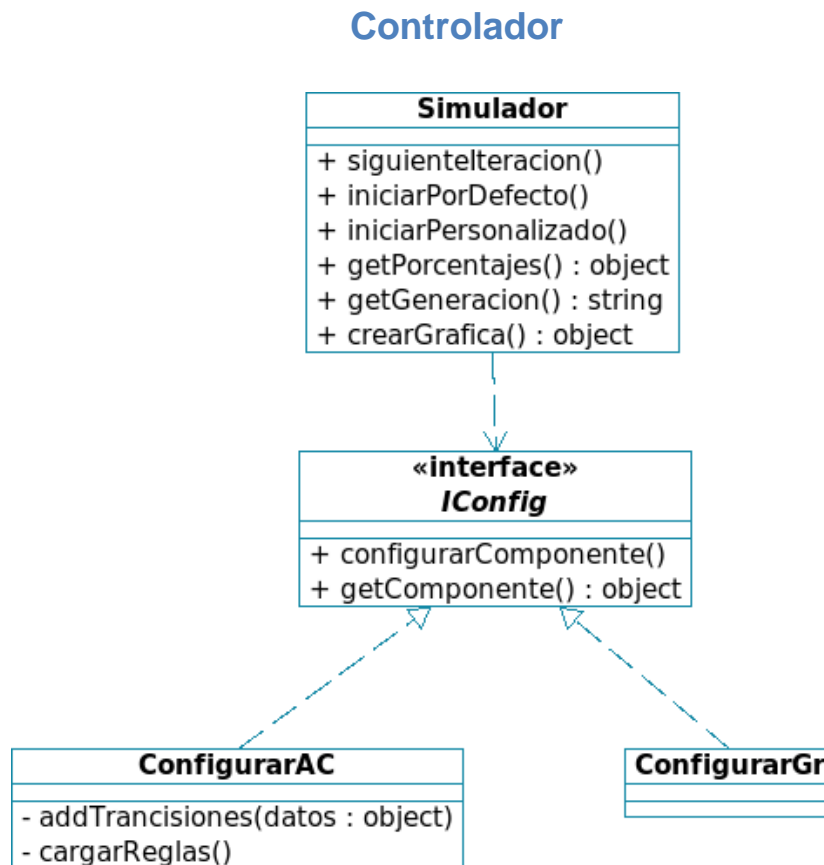 Controlador
Simulador
+ siguienteIteracion()
+ iniciarPorDefecto()
+ iniciarPersonalizado()
+ getPorcentajes() : object
+ getGeneracion() : string
+ crearGrafica() : object
«interface»
IConfig
+ configurarComponente()
+ getComponente() : object
ConfigurarAC
- addTrancisiones(datos : object)
- cargarReglas()
ConfigurarGr